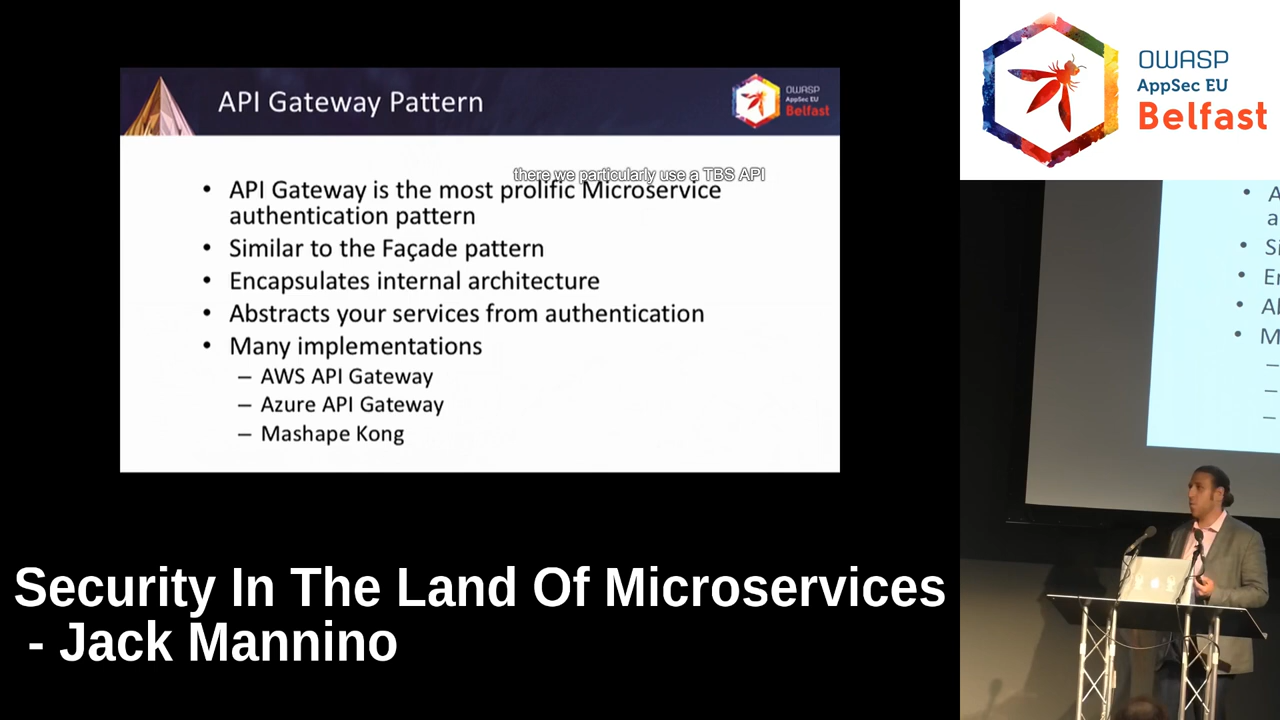 API Gateway Pattern
OWASP
AppSec EU
Belfast
there we particularly use a TBS API
• API Gateway is the most prolific Microservice
authentication pattern
• Similar to the Façade pattern
• Encapsulates internal architecture
• Abstracts your services from authentication
• Many implementations
– AWS API Gateway
– Azure API Gateway
– Mashape Kong
Security In The Land Of Microservices
- Jack Mannino
OWASP
AppSec EU
Belfast
• A
a
• Si
• En
• Al
• M
–
–
–